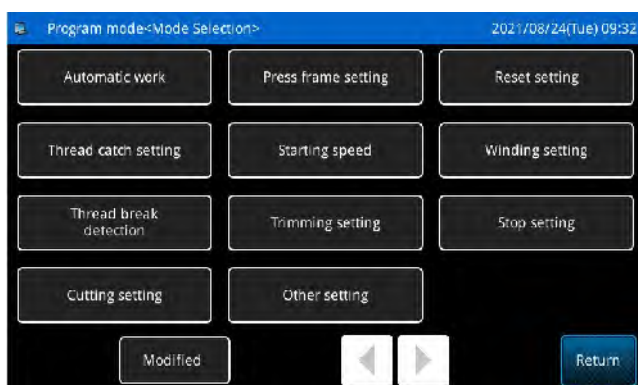 Program mode<Mode Selection> 2021/08/24(Tue) 09:32
Automatic work Press frame setting Reset setting
Thread catch setting Starting speed Winding setting
Thread break
detection
Trimming setting Stop setting
Cutting setting Other setting
Modified Return